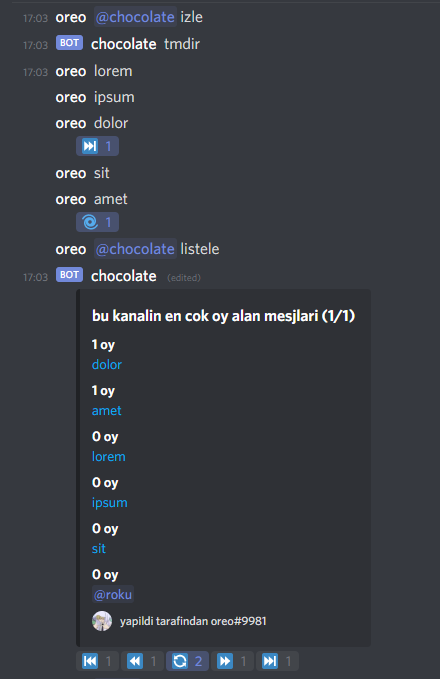 17:03 oreo @chocolate izle
17:03 BOT chocolate tmdir
17:03 oreo lorem
oreo ipsum
oreo dolor
1
oreo sit
oreo amet
1
oreo @chocolate listele
17:03 BOT chocolate (edited)
bu kanalin en cok oy alan mesjlari (1/1)
1 oy
dolor
1 oy
amet
0 oy
lorem
0 oy
ipsum
0 oy
sit
0 oy
@roku
yapildi tarafindan oreo#9981
1 1 2 1 1